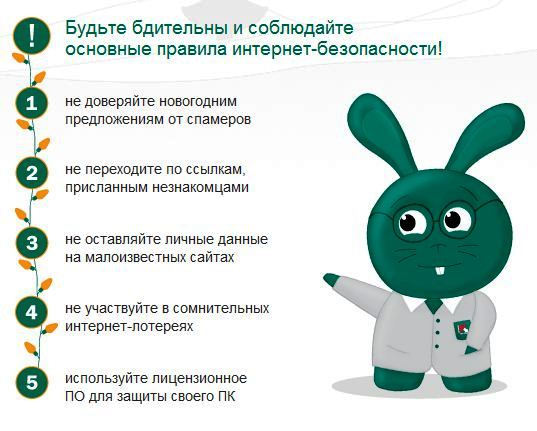 !
Будьте бдительны и соблюдайте
основные правила интернет-безопасности!
1
не доверяйте новогодним
предложениям от спамеров
2
не переходите по ссылкам,
присланным незнакомцами
3
не оставляйте личные данные
на малоизвестных сайтах
4
не участвуйте в сомнительных
интернет-лотереях
5
используйте лицензионное
ПО для защиты своего ПК